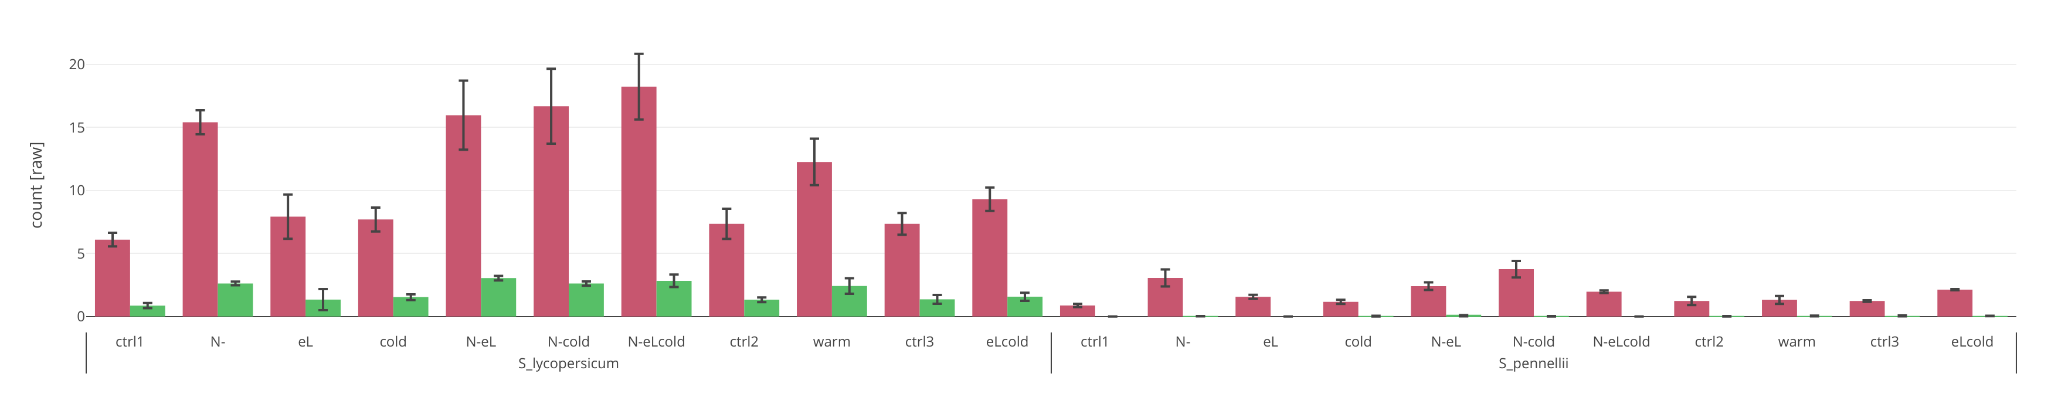 count [raw]
20
15
10
5
0
ctrl1 N- eL cold N-eL N-cold N-eLcold ctrl2 warm ctrl3 eLcold ctrl1 N- eL cold N-eL N-cold N-eLcold ctrl2 warm ctrl3 eLcold
S_lycopersicum S_pennellii